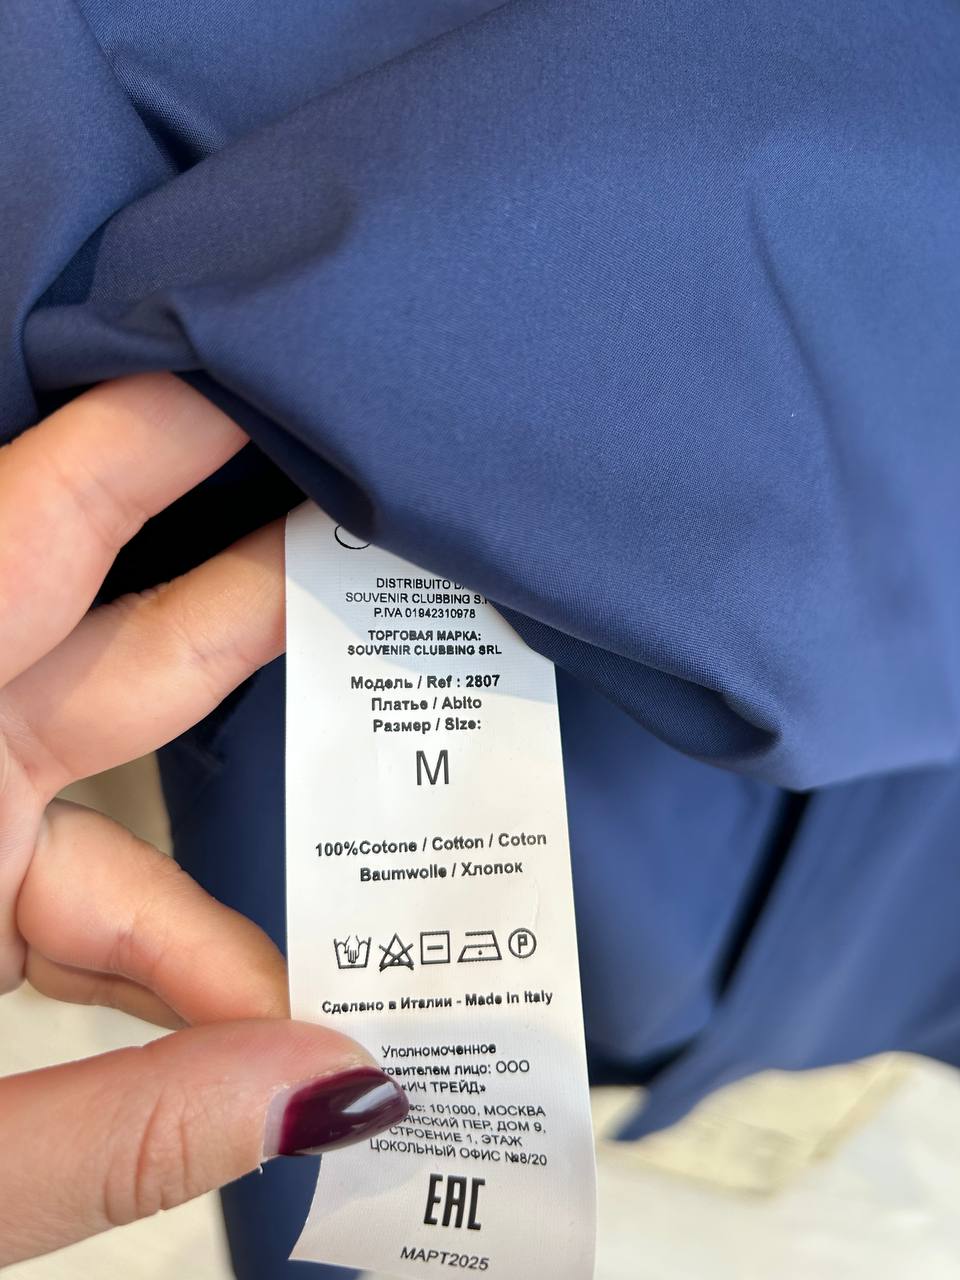 DISTRIBUITO
SOUVENIR CLUBBING
P.IVA 01942310978
ТОРГОВАЯ МАРКА:
SOUVENIR CLUBBING SRL
Модель / Ref : 2807
Платье / Abito
Размер / Size:
M
100%Cotone / Cotton / Coton
Baumwolle / Хлопок
P
Сделано в Италии - Made in Italy
Уполномоченное
лицо: ООО
«ИЧ ТРЕЙД»
101000, МОСКВА
ПЕР, ДОМ 9,
СТРОЕНИЕ 1, ЭТАЖ
ЦОКОЛЬНЫЙ ОФИС №8/20
EAC
МАРТ2025